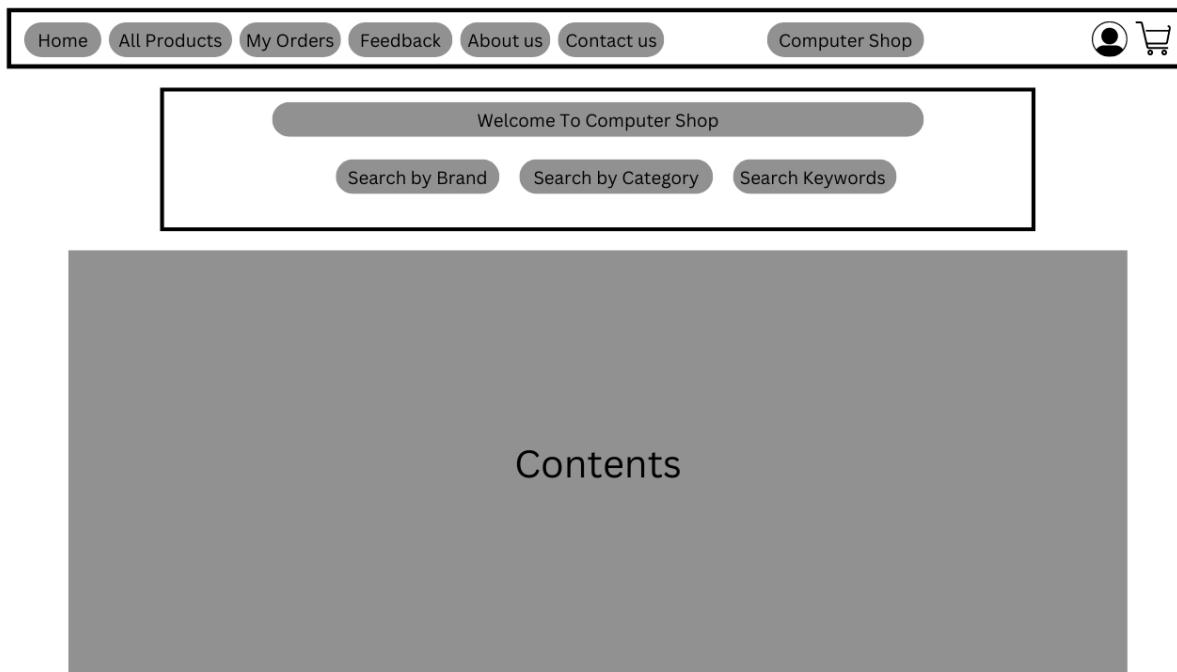 Home All Products My Orders Feedback About us Contact us Computer Shop
Welcome To Computer Shop
Search by Brand Search by Category Search Keywords
Contents